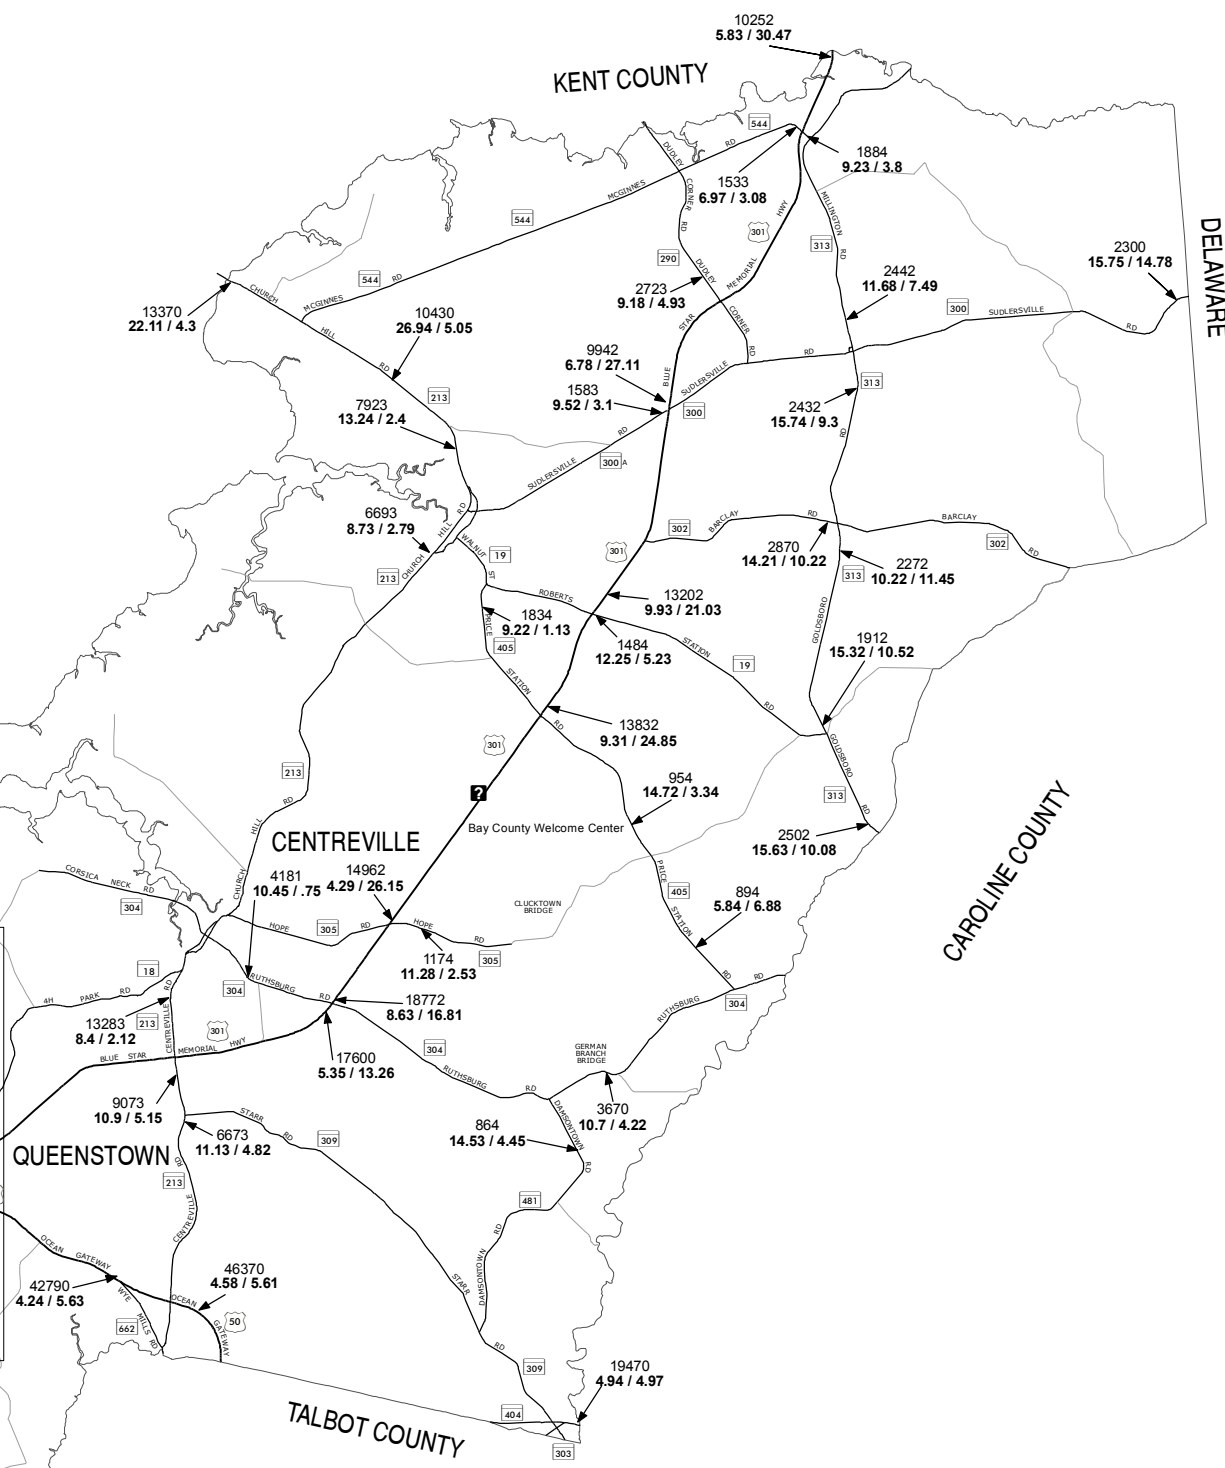 10252
5.83 / 30.47
KENT COUNTY
544
DUDLEY
RD
1884
9.23 / 3.8
1533
6.97 / 3.08
CORNER
MCGINNES
MILLINGTON
HWY
544
RD
301
313
RD
DELAWARE
2300
15.75 / 14.78
290
DUDLEY
MEMORIAL
544
RD
CHURCH
MCGINNES
2723
9.18 / 4.93
2442
11.68 / 7.49
300
SUDLERSVILLE
RD
13370
22.11 / 4.3
10430
26.94 / 5.05
HILL
STAR
CORNER
RD
RD
9942
6.78 / 27.11
RD
BLUE
SUDLERSVILLE
313
1583
9.52 / 3.1
213
7923
13.24 / 2.4
300
2432
15.74 / 9.3
RD
RD
SUDLERSVILLE
300 A
RD
6693
8.73 / 2.79
HILL
BARCLAY
RD
BARCLAY
302
302
RD
WALNUT
ST
19
301
2870
14.21 / 10.22
2272
10.22 / 11.45
CHURCH
213
313
ROBERTS
13202
9.93 / 21.03
GOLDSBORO
1834
9.22 / 1.13
PRICE
405
1484
12.25 / 5.23
STATION
19
1912
15.32 / 10.52
STATION
RD
RD
13832
9.31 / 24.85
301
GOLDSBORO
213
RD
954
14.72 / 3.34
313
RD
HILL
Bay County Welcome Center
?
2502
15.63 / 10.08
CENTREVILLE
CAROLINE COUNTY
CORSICA
NECK
RD
304
CHURCH
4181
10.45 / .75
14962
4.29 / 26.15
PRICE
405
894
5.84 / 6.88
STATION
CLUCKTOWN
BRIDGE
HOPE
305
RD
HOPE
RD
305
1174
11.28 / 2.53
18
RUTHSBURG
304
RD
RD
RD
304
RUTHSBURG
4H
PARK
RD
RD
18772
8.63 / 16.81
13283
8.4 / 2.12
213
CENTREVILLE
301
HWY
MEMORIAL
BLUE
STAR
17600
5.35 / 13.26
304
RUTHSBURG
RD
GERMAN
BRANCH
BRIDGE
9073
10.9 / 5.15
STARR
RD
309
DAMSONTOWN
RD
3670
10.7 / 4.22
864
14.53 / 4.45
6673
11.13 / 4.82
QUEENSTOWN
RD
213
CENTREVILLE
481
RD
DAMSONTOWN
OCEAN
GATEWAY
46370
4.58 / 5.61
42790
4.24 / 5.63
WYE
MILLS
RD
662
OCEAN
GATEWAY
50
STARR
RD
309
19470
4.94 / 4.97
404
303
TALBOT COUNTY